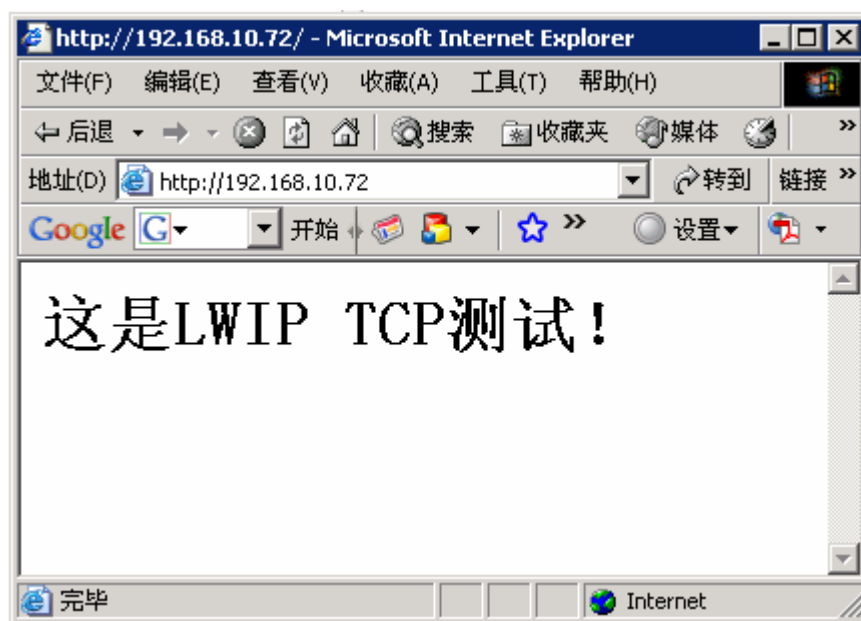 http://192.168.10.72/ - Microsoft Internet Explorer
文件(F) 编辑(E) 查看(V) 收藏(A) 工具(T) 帮助(H)
后退 搜索 收藏夹 媒体 »
地址(D) http://192.168.10.72 转到 链接 »
Google G 开始 » 设置
这是LWIP TCP测试!
完毕 Internet